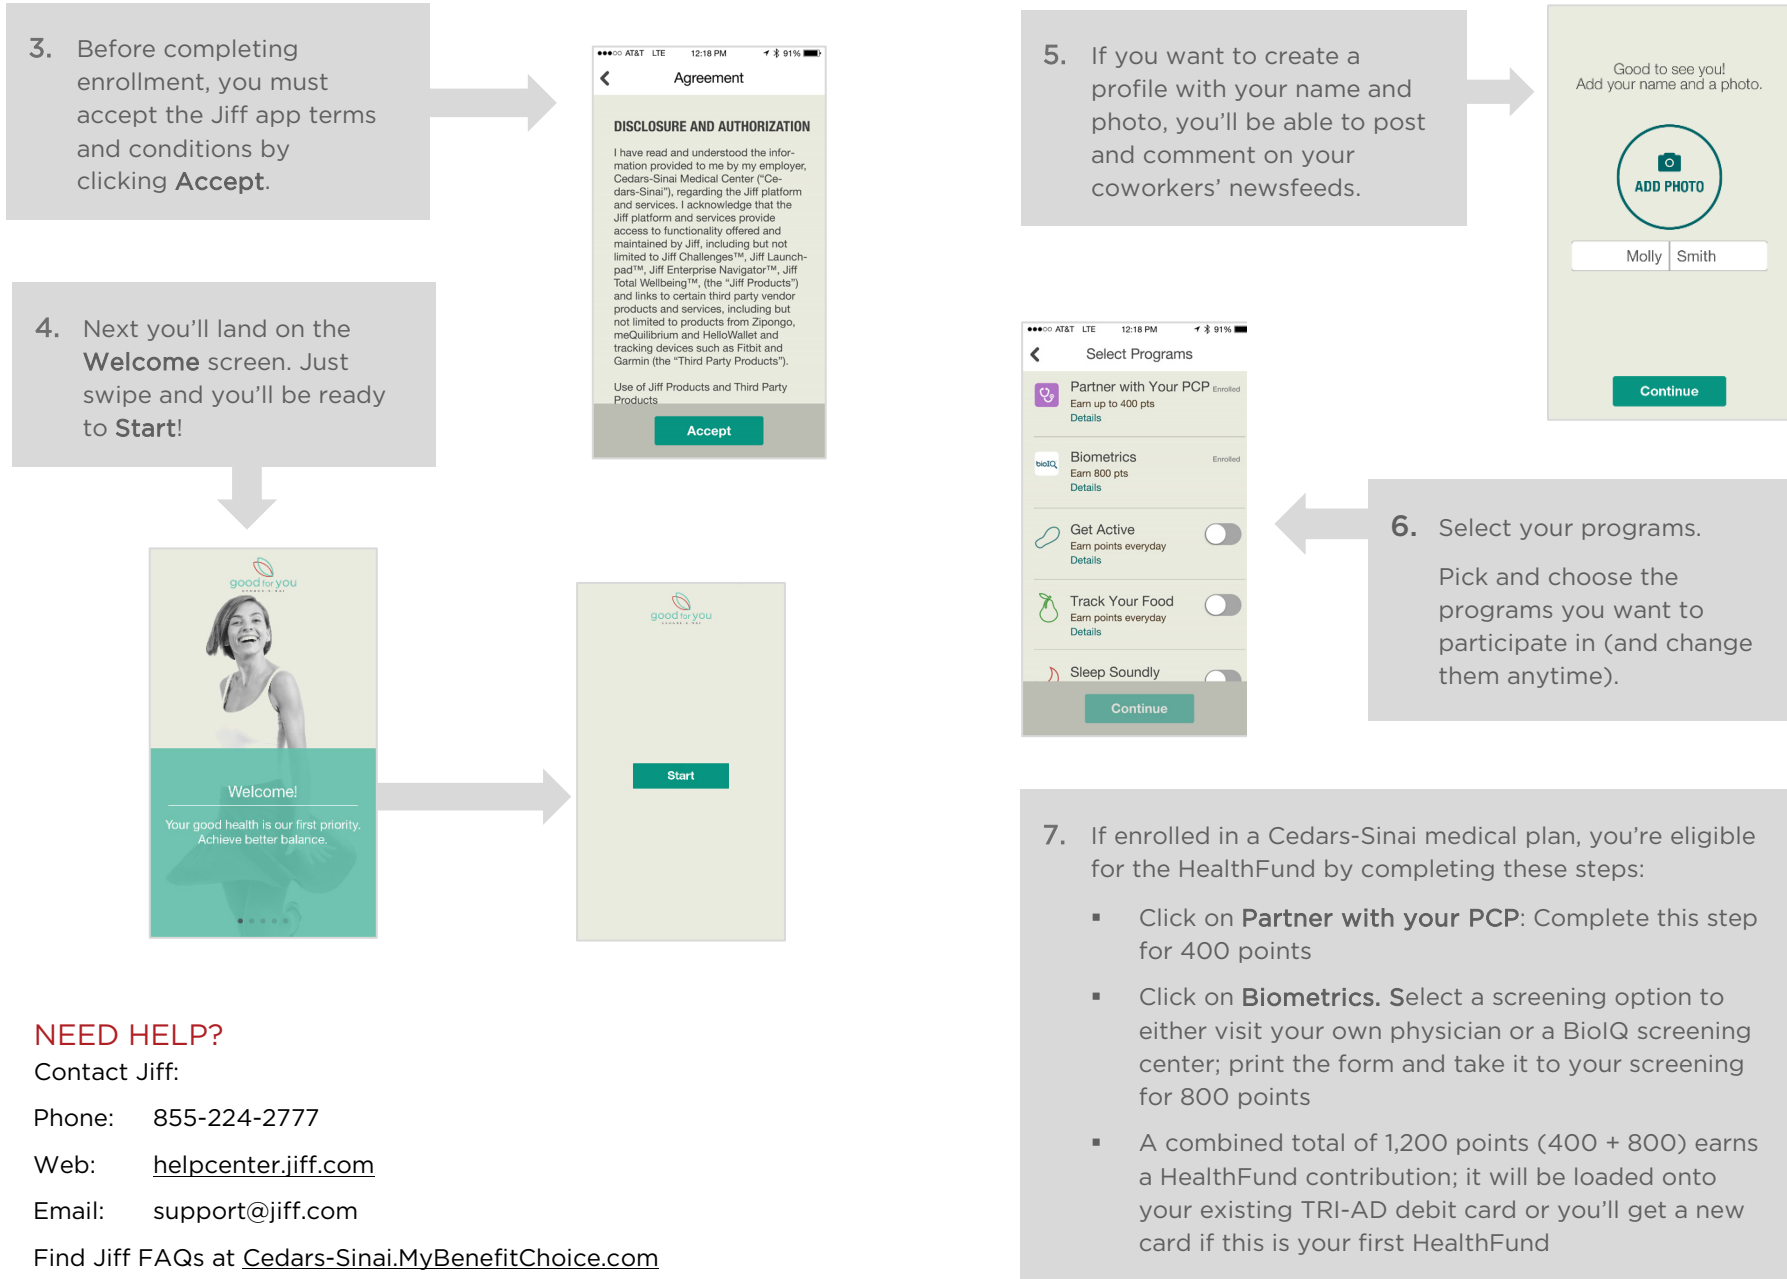 3. Before completing
enrollment, you must
accept the Jiff app terms
and conditions by
clicking Accept.
●●●○○ AT&T LTE 12:18 PM 91%
Agreement
DISCLOSURE AND AUTHORIZATION
I have read and understood the infor-
mation provided to me by my employer,
Cedars-Sinai Medical Center (“Ce-
dars-Sinai”), regarding the Jiff platform
and services. I acknowledge that the
Jiff platform and services provide
access to functionality offered and
maintained by Jiff, including but not
limited to Jiff Challenges™, Jiff Launch-
pad™, Jiff Enterprise Navigator™, Jiff
Total Wellbeing™, (the “Jiff Products”)
and links to certain third party vendor
products and services, including but
not limited to products from Zipongo,
meQuilibrium and HelloWallet and
tracking devices such as Fitbit and
Garmin (the “Third Party Products”).
Use of Jiff Products and Third Party
Products
Accept
4. Next you’ll land on the
Welcome screen. Just
swipe and you’ll be ready
to Start!
good for you
CEDARS-SINAI
Welcome!
Your good health is our first priority.
Achieve better balance.
good for you
CEDARS-SINAI
Start
NEED HELP?
Contact Jiff:
Phone: 855-224-2777
Web: helpcenter.jiff.com
Email: support@jiff.com
Find Jiff FAQs at Cedars-Sinai.MyBenefitChoice.com
5. If you want to create a
profile with your name and
photo, you’ll be able to post
and comment on your
coworkers’ newsfeeds.
Good to see you!
Add your name and a photo.
ADD PHOTO
Molly Smith
Continue
●●●○○ AT&T LTE 12:18 PM 91%
Select Programs
Partner with Your PCP Enrolled
Earn up to 400 pts
Details
bioIQ Biometrics Enrolled
Earn 800 pts
Details
Get Active
Earn points everyday
Details
Track Your Food
Earn points everyday
Details
Sleep Soundly
Continue
6. Select your programs.
Pick and choose the
programs you want to
participate in (and change
them anytime).
7. If enrolled in a Cedars-Sinai medical plan, you’re eligible
for the HealthFund by completing these steps:
▪ Click on Partner with your PCP: Complete this step
for 400 points
▪ Click on Biometrics. Select a screening option to
either visit your own physician or a BioIQ screening
center; print the form and take it to your screening
for 800 points
▪ A combined total of 1,200 points (400 + 800) earns
a HealthFund contribution; it will be loaded onto
your existing TRI-AD debit card or you’ll get a new
card if this is your first HealthFund